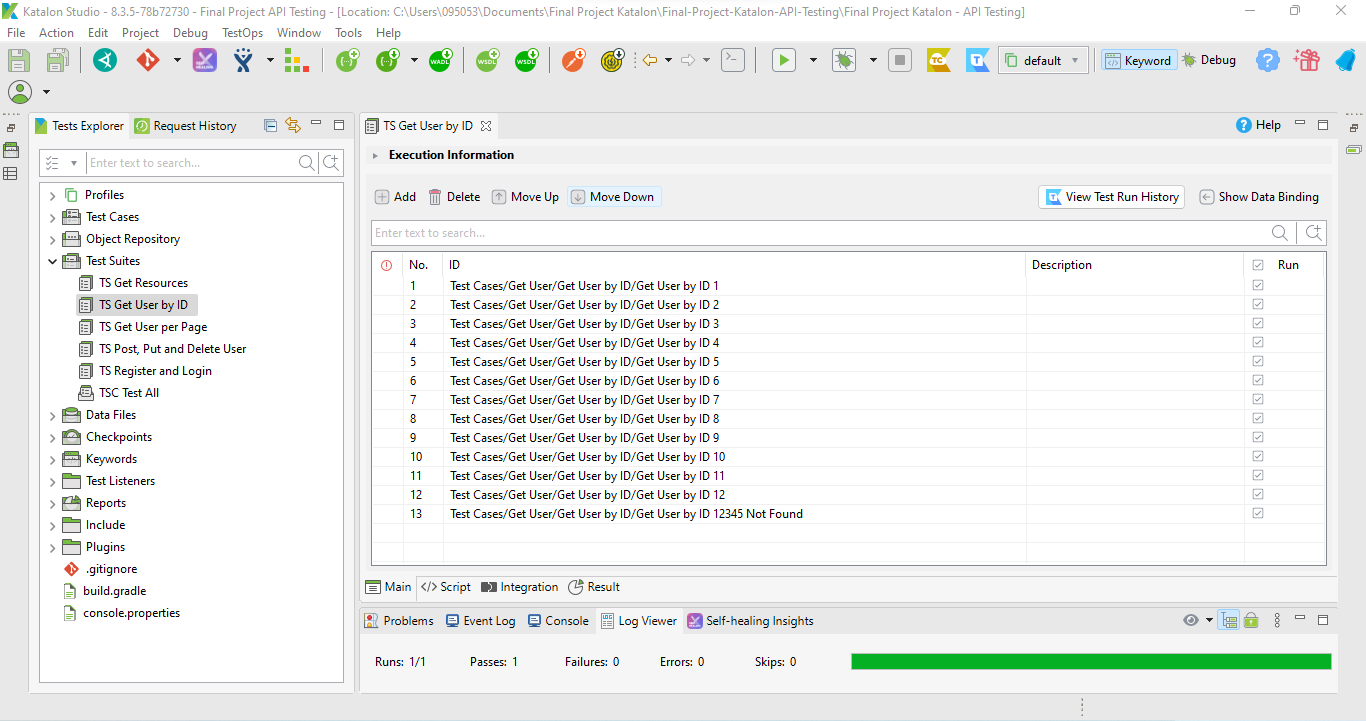 Katalon Studio - 8.3.5-78b72730 - Final Project API Testing - [Location: C:\Users\095053\Documents\Final Project Katalon\Final-Project-Katalon-API-Testing\Final Project Katalon - API Testing]
File Action Edit Project Debug TestOps Window Tools Help
WADL WSDL WSDL TC default Keyword Debug
Tests Explorer Request History
Enter text to search...
Profiles
Test Cases
Object Repository
Test Suites
TS Get Resources
TS Get User by ID
TS Get User per Page
TS Post, Put and Delete User
TS Register and Login
TSC Test All
Data Files
Checkpoints
Keywords
Test Listeners
Reports
Include
Plugins
.gitignore
build.gradle
console.properties
TS Get User by ID Help
Execution Information
Add Delete Move Up Move Down View Test Run History Show Data Binding
Enter text to search...
No. ID Description Run
1 Test Cases/Get User/Get User by ID/Get User by ID 1
2 Test Cases/Get User/Get User by ID/Get User by ID 2
3 Test Cases/Get User/Get User by ID/Get User by ID 3
4 Test Cases/Get User/Get User by ID/Get User by ID 4
5 Test Cases/Get User/Get User by ID/Get User by ID 5
6 Test Cases/Get User/Get User by ID/Get User by ID 6
7 Test Cases/Get User/Get User by ID/Get User by ID 7
8 Test Cases/Get User/Get User by ID/Get User by ID 8
9 Test Cases/Get User/Get User by ID/Get User by ID 9
10 Test Cases/Get User/Get User by ID/Get User by ID 10
11 Test Cases/Get User/Get User by ID/Get User by ID 11
12 Test Cases/Get User/Get User by ID/Get User by ID 12
13 Test Cases/Get User/Get User by ID/Get User by ID 12345 Not Found
Main </> Script Integration Result
Problems Event Log Console Log Viewer Self-healing Insights
Runs: 1/1 Passes: 1 Failures: 0 Errors: 0 Skips: 0